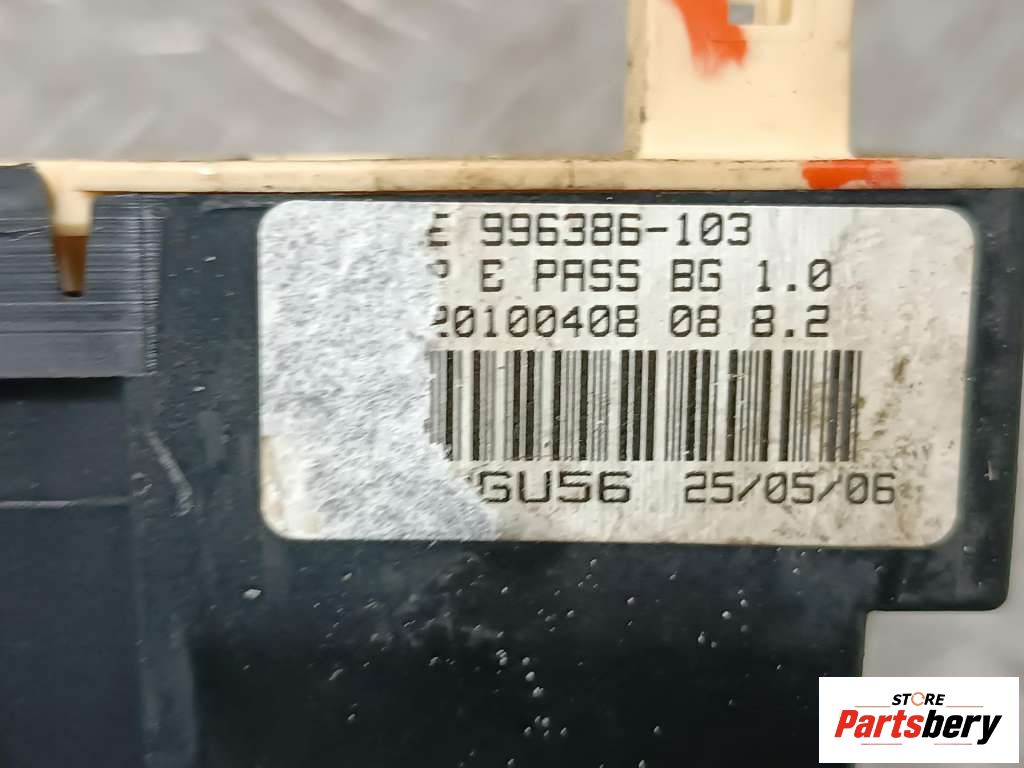 996386-103
E PASS BG 1.0
20100408 08 8.2
GU56 25/05/06
STORE
Partsbery